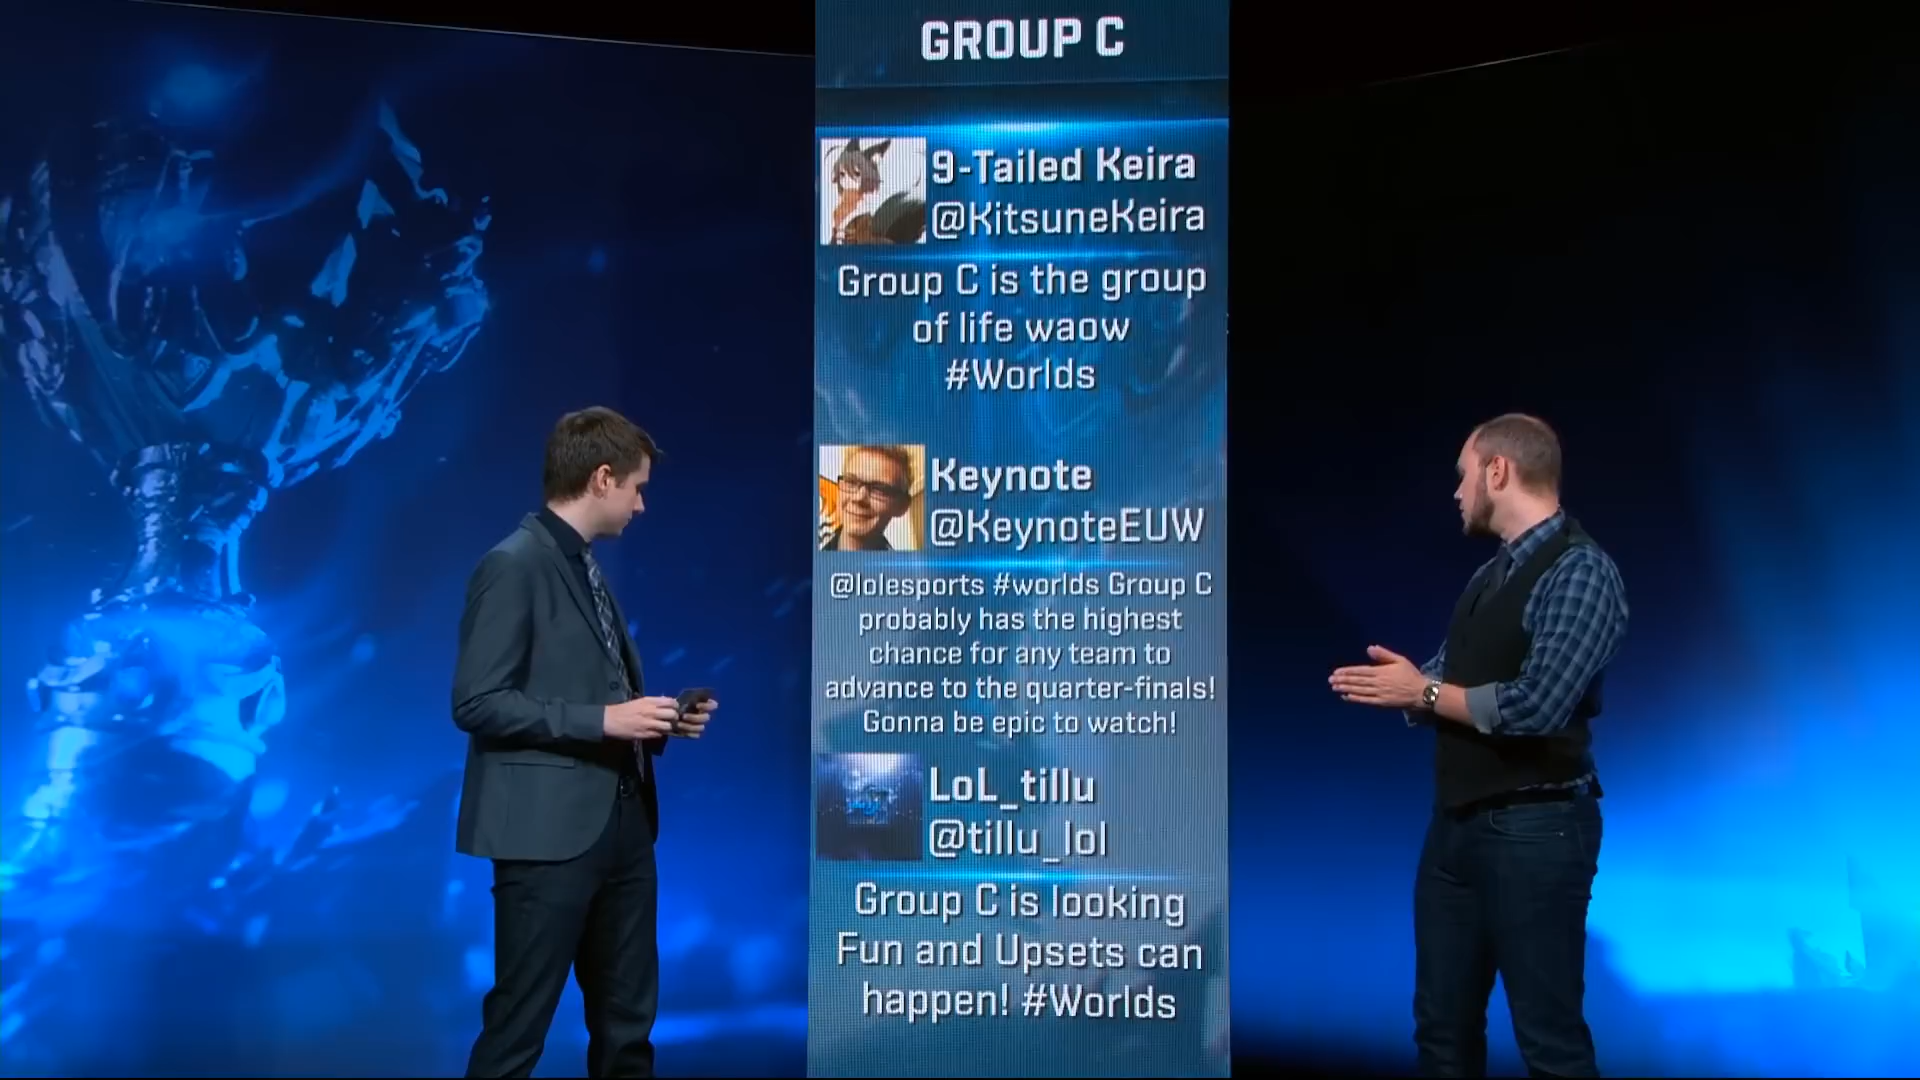 GROUP C
9-Tailed Keira
@KitsuneKeira
Group C is the group
of life waow
#Worlds
Keynote
@KeynoteEUW
@lolesports #worlds Group C
probably has the highest
chance for any team to
advance to the quarter-finals!
Gonna be epic to watch!
LoL_tillu
@tillu_lol
Group C is looking
Fun and Upsets can
happen! #Worlds